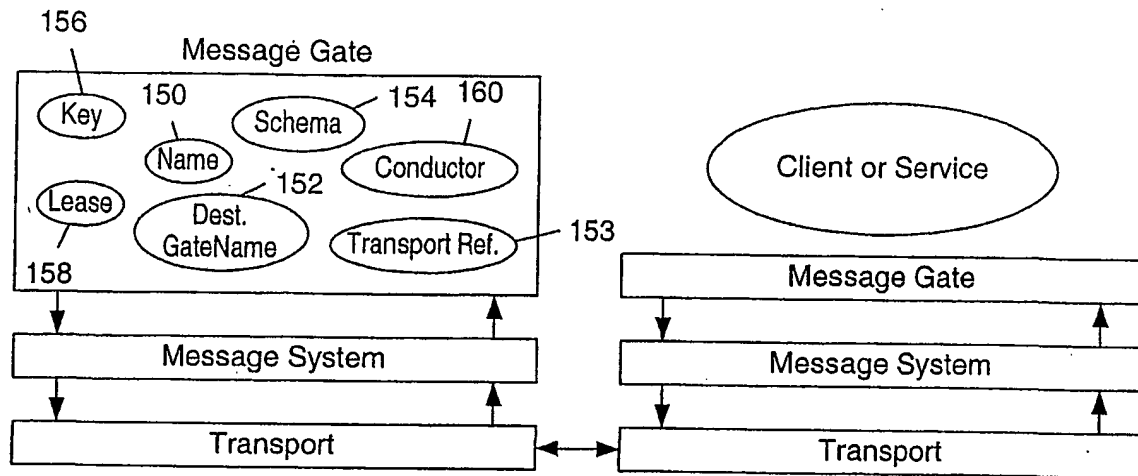 156
Message Gate
Key
150
Schema
154
160
Name
Conductor
Client or Service
Lease
152
Dest.
GateName
Transport Ref.
153
158
Message Gate
Message System
Message System
Transport
Transport